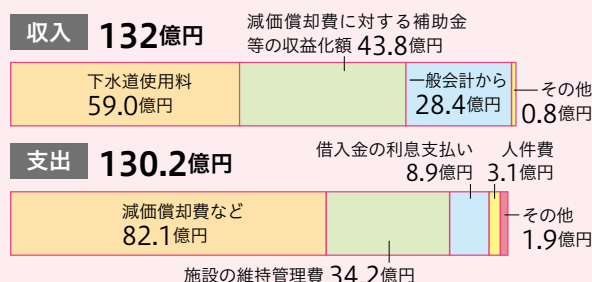 収入 132億円
減価償却費に対する補助金
等の収益化額 43.8億円
下水道使用料
59.0億円
一般会計から
28.4億円
その他
0.8億円
支出 130.2億円
借入金の利息支払い
8.9億円
人件費
3.1億円
減価償却費など
82.1億円
その他
1.9億円
施設の維持管理費 34.2億円